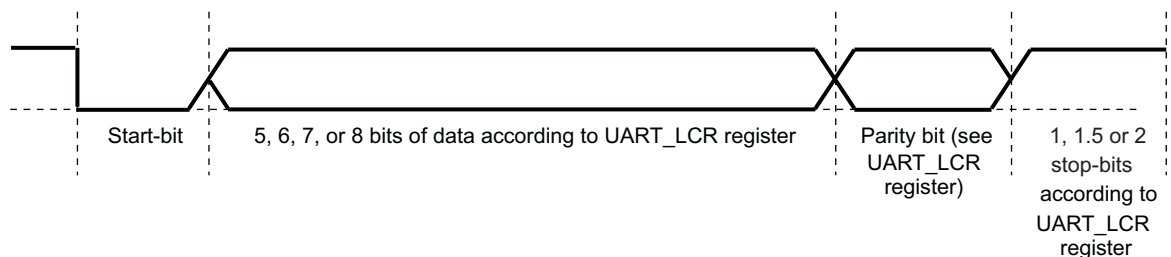 Start-bit
5, 6, 7, or 8 bits of data according to UART_LCR register
Parity bit (see
UART_LCR
register)
1, 1.5 or 2
stop-bits
according to
UART_LCR
register